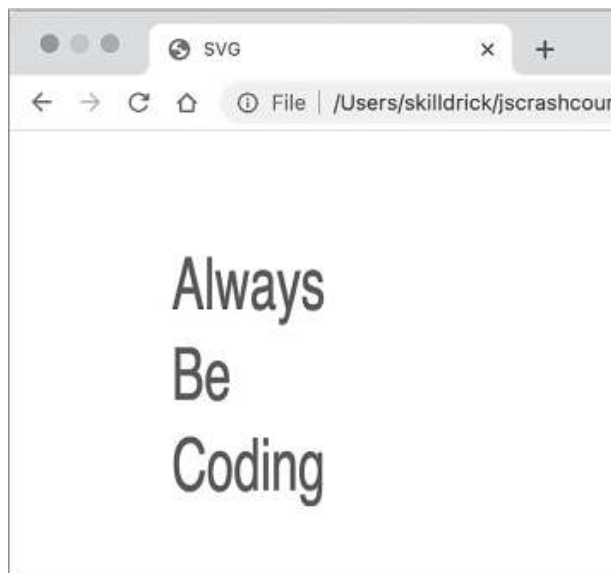 SVG
File | /Users/skilldrick/jscrashcour
Always
Be
Coding